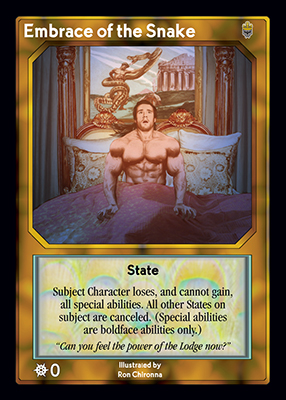 Embrace of the Snake
State
Subject Character loses, and cannot gain,
all special abilities. All other States on
subject are canceled. (Special abilities
are boldface abilities only.)
“Can you feel the power of the Lodge now?”
0
Illustrated by
Ron Chironna